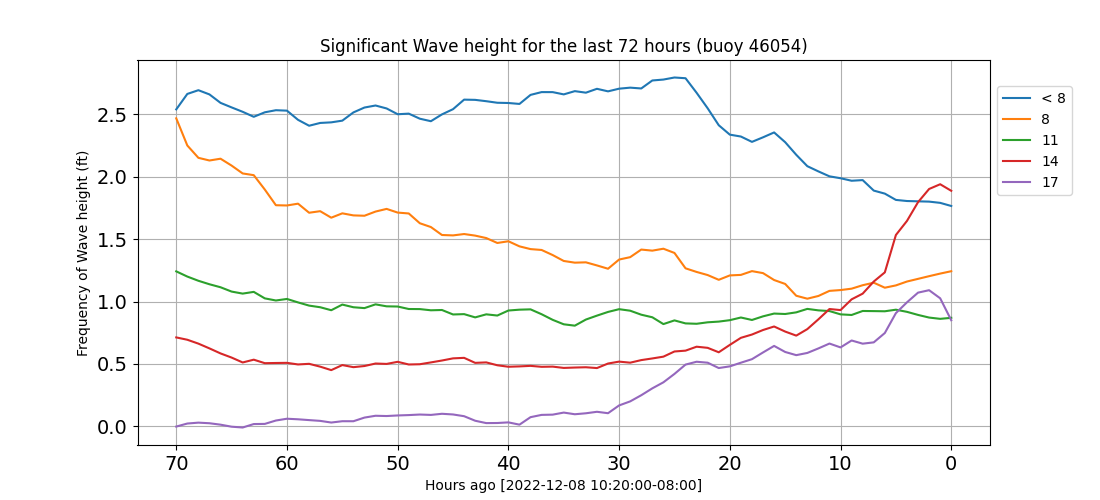 Significant Wave height for the last 72 hours (buoy 46054)
Frequency of Wave height (ft)
2.5
2.0
1.5
1.0
0.5
0.0
70 60 50 40 30 20 10 0
Hours ago [2022-12-08 10:20:00-08:00]
< 8
8
11
14
17